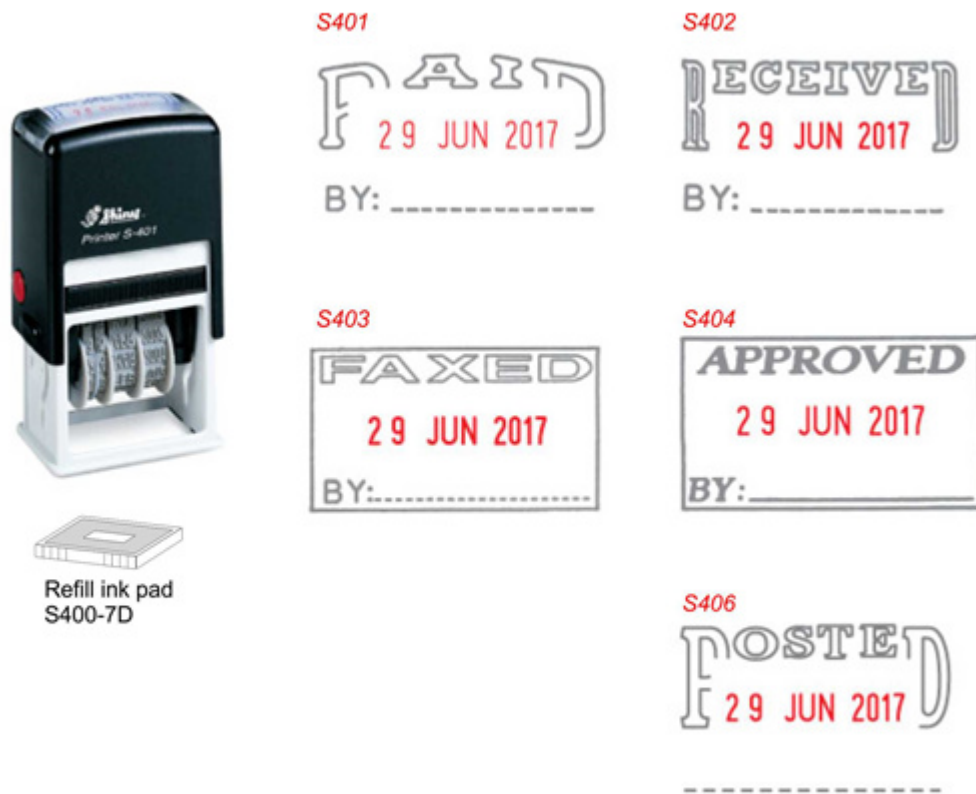 S401
PAID
29 JUN 2017
BY:
S402
RECEIVED
29 JUN 2017
BY:
Shiny
Printer S-401
S403
FAXED
29 JUN 2017
BY:
S404
APPROVED
29 JUN 2017
BY:
Refill ink pad
S400-7D
S406
POSTED
29 JUN 2017